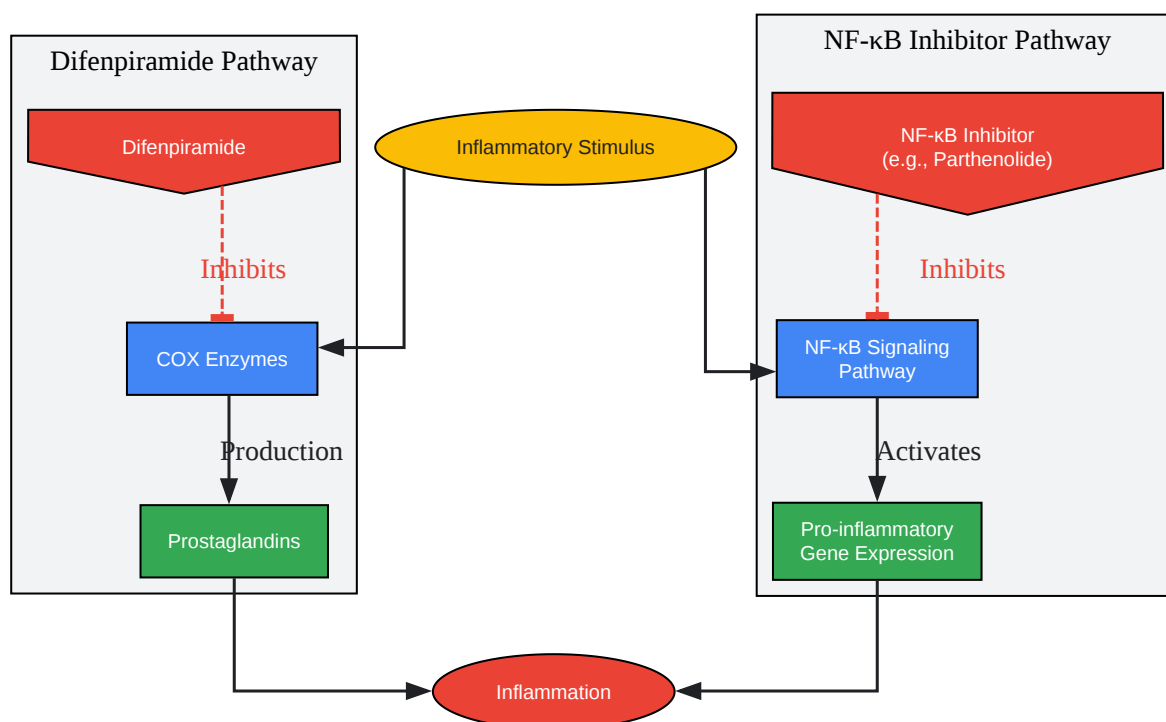 Difenpiramide Pathway
NF-κB Inhibitor Pathway
Difenpiramide
Inflammatory Stimulus
NF-κB Inhibitor
(e.g., Parthenolide)
Inhibits
Inhibits
COX Enzymes
NF-κB Signaling
Pathway
Production
Activates
Prostaglandins
Pro-inflammatory
Gene Expression
Inflammation